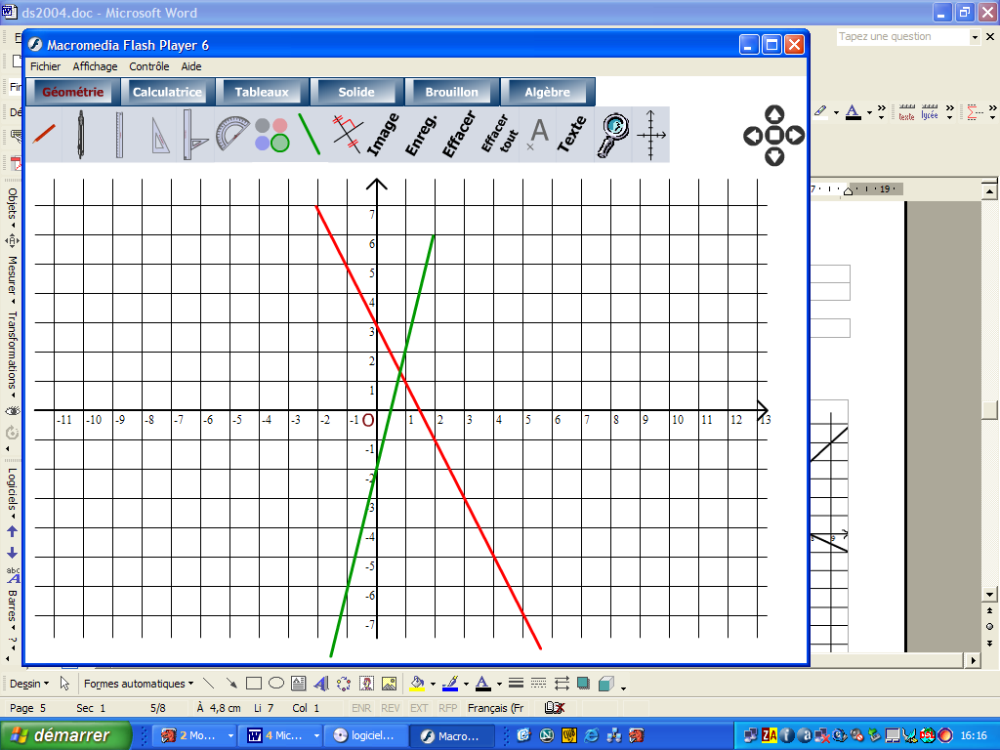 ds2004.doc - Microsoft Word
Tapez une question
Macromedia Flash Player 6
Fichier Affichage Contrôle Aide
Géométrie Calculatrice Tableaux Solide Brouillon Algèbre
Image Enreg. Effacer Effacer tout A Texte
texte lycée
19
Objets
Mesurer
Transformations
Logiciels
abc
Barres
?
7
6
5
4
3
2
1
-11 -10 -9 -8 -7 -6 -5 -4 -3 -2 -1 O 1 2 3 4 5 6 7 8 9 10 11 12 13
-1
-2
-3
-4
-5
-6
-7
Dessin Formes automatiques
Page 5 Sec 1 5/8 À 4,8 cm Li 7 Col 1 ENR REV EXT RFP Français (Fr
démarrer 2 Mo... 4 Mic... logiciel... Macro... 16:16